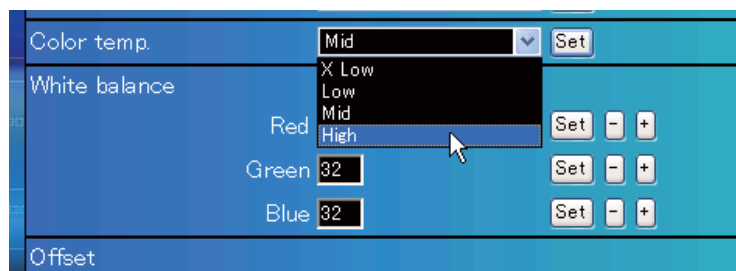 Color temp. Mid Set
X Low
White balance
Low
Mid
Red High Set - +
Green 32 Set - +
Blue 32 Set - +
Offset